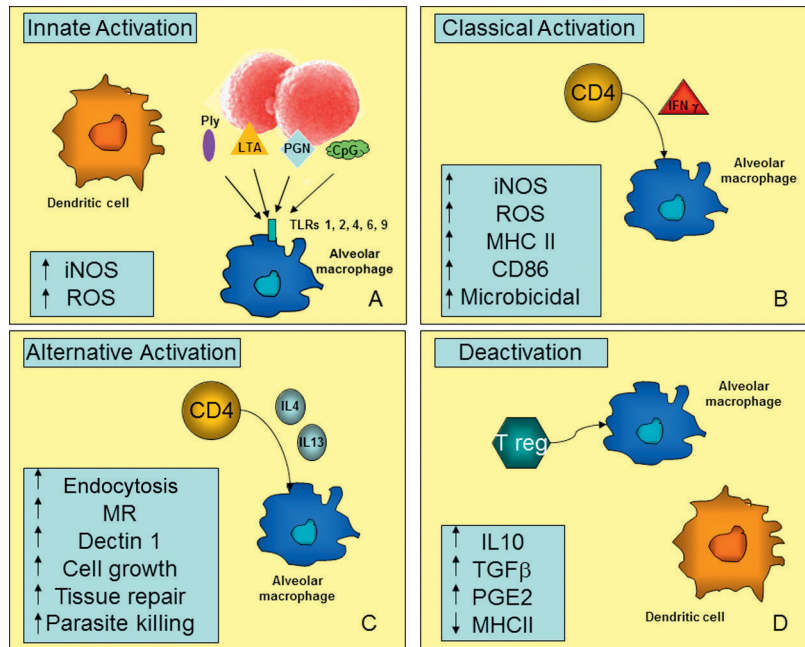 Innate Activation
Ply
LTA
PGN
CpG
Dendritic cell
TLRs 1, 2, 4, 6, 9
Alveolar
macrophage
↑ iNOS
↑ ROS
A
Classical Activation
CD4
IFN γ
Alveolar
macrophage
↑ iNOS
↑ ROS
↑ MHC II
↑ CD86
↑ Microbicidal
B
Alternative Activation
CD4
IL4
IL13
↑ Endocytosis
↑ MR
↑ Dectin 1
↑ Cell growth
↑ Tissue repair
↑ Parasite killing
Alveolar
macrophage
C
Deactivation
T reg
Alveolar
macrophage
↑ IL10
↑ TGFβ
↑ PGE2
↓ MHCII
Dendritic cell
D